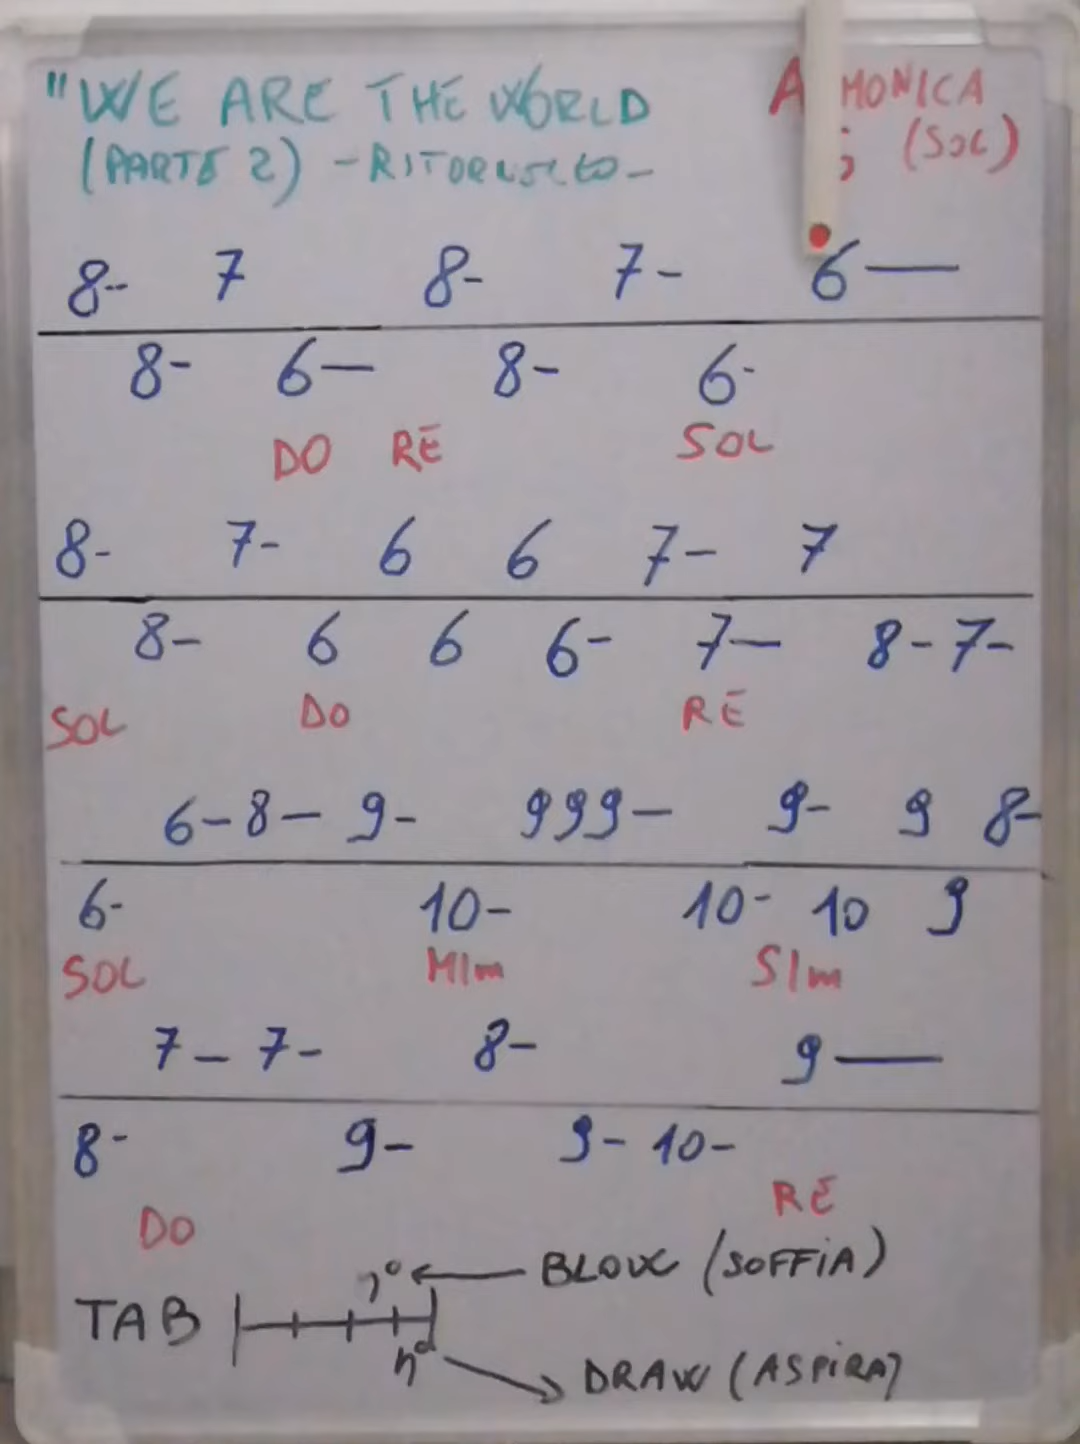 "WE ARE THE WORLD
A MONICA
(PARTE 2) - RITORNELLO -
; (SOL)
8- 7 8- 7- 6—
8- 6— 8- 6-
DO RE SOL
8- 7- 6 6 7- 7
8- 6 6 6- 7— 8- 7-
SOL DO RE
6- 8- 9- 999- 9- 9 8-
6- 10- 10- 10 9
SOL MIm SIm
7- 7- 8- 9—
8- 9- 9- 10-
DO RE
n° BLOW (SOFFIA)
TAB
n° DRAW (ASPIRA)